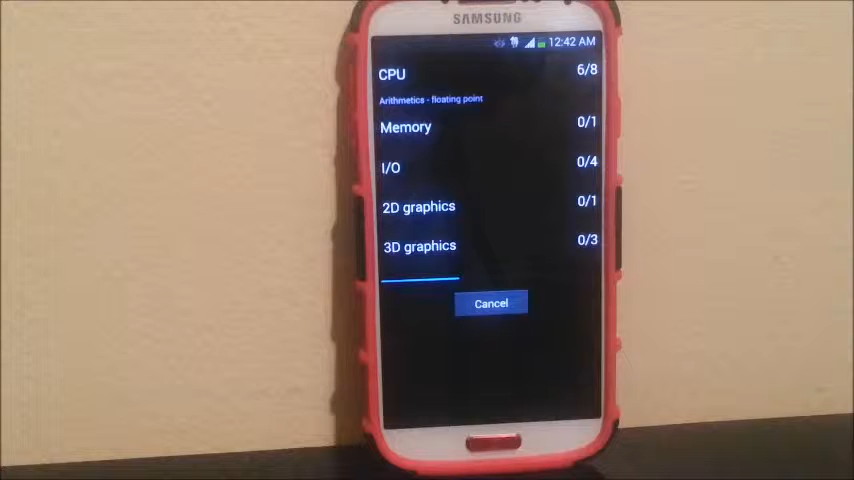 SAMSUNG
12:42 AM
CPU 6/8
Arithmetics - floating point
Memory 0/1
I/O 0/4
2D graphics 0/1
3D graphics 0/3
Cancel